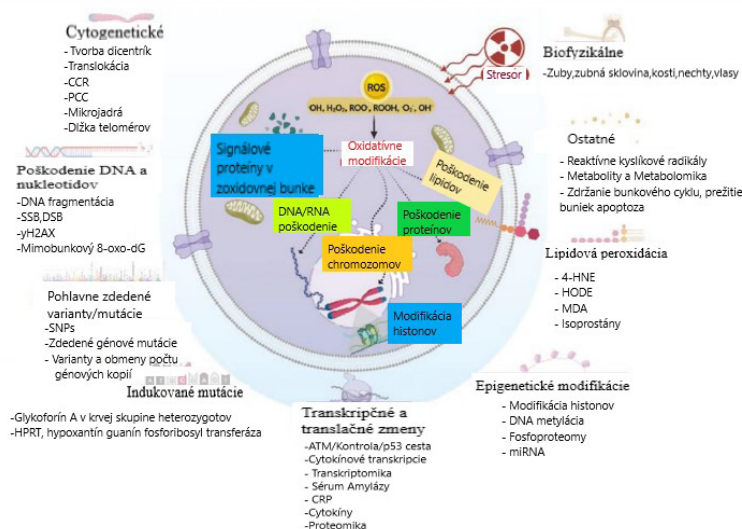 Cytogenetické
-Tvorba dicentrík
-Translokácia
-CCR
-PCC
-Mikrojadrá
-Dĺžka telomérov
Poškodenie DNA a
nukleotidov
-DNA fragmentácia
-SSB,DSB
-yH2AX
-Mimobunkový 8-oxo-dG
Pohlavne zdedené
varianty/mutácie
-SNPs
-Zdedené génové mutácie
- Varianty a obmeny počtu
génových kopií
Indukované mutácie
-Glykoforín A v krvej skupine heterozygotov
-HPRT, hypoxantín guanín fosforibosyl transferáza
Stresor
ROS
OH, H₂O₂, ROO·, ROOH, ·O₂·, OH·
Oxidatívne
modifikácie
Signálové
proteíny v
zoxidovnej bunke
DNA/RNA
poškodenie
Poškodenie
chromozomov
Poškodenie
proteínov
Poškodenie
lipidov
Modifikácia
histonov
Transkripčné a
translačné zmeny
-ATM/Kontrola/p53 cesta
-Cytokínové transkripcie
- Transkriptomika
- Sérum Amylázy
- CRP
- Cytokíny
-Proteomika
Biofyzikálne
-Zuby,zubná sklovina,kosti,nechty,vlasy
Ostatné
- Reaktívne kyslíkové radikály
- Metabolity a Metabolomika
- Zdržanie bunkového cyklu, prežitie
buniek apoptoza
Lipidová peroxidácia
- 4-HNE
- HODE
- MDA
- Isoprostány
Epigenetické modifikácie
- Modifikácia histonov
- DNA metylácia
- Fosfoproteomy
- miRNA